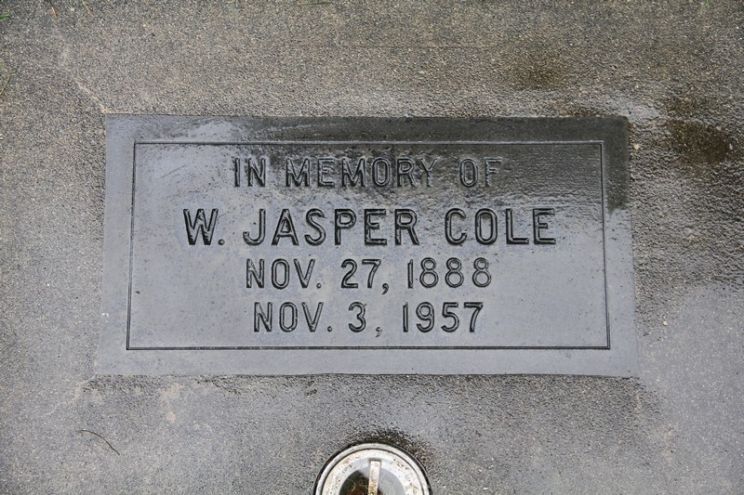 IN MEMORY OF
W. JASPER COLE
NOV. 27, 1888
NOV. 3, 1957